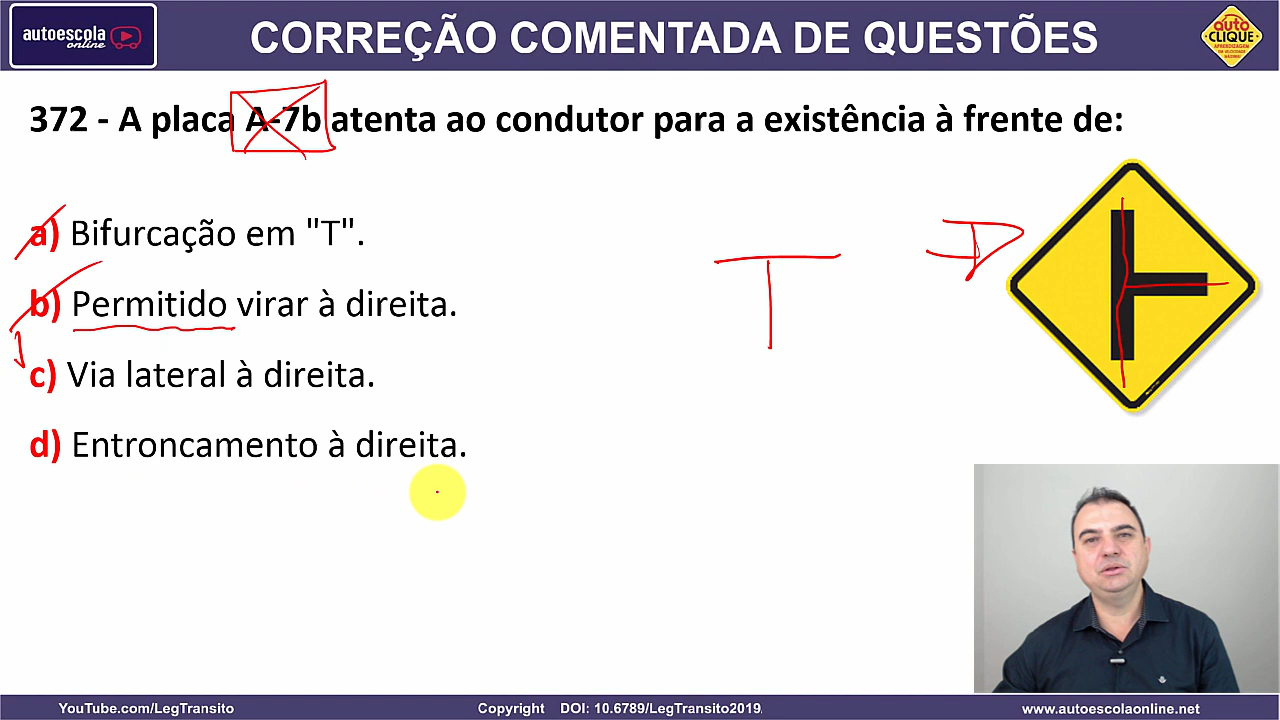 autoescola
online
CORREÇÃO COMENTADA DE QUESTÕES
auto
CLIQUE
372 - A placa A-7b atenta ao condutor para a existência à frente de:
a) Bifurcação em "T".
b) Permitido virar à direita.
c) Via lateral à direita.
d) Entroncamento à direita.
T
YouTube.com/LegTransito
Copyright DOI: 10.6789/LegTransito2019
www.autoescolaonline.net